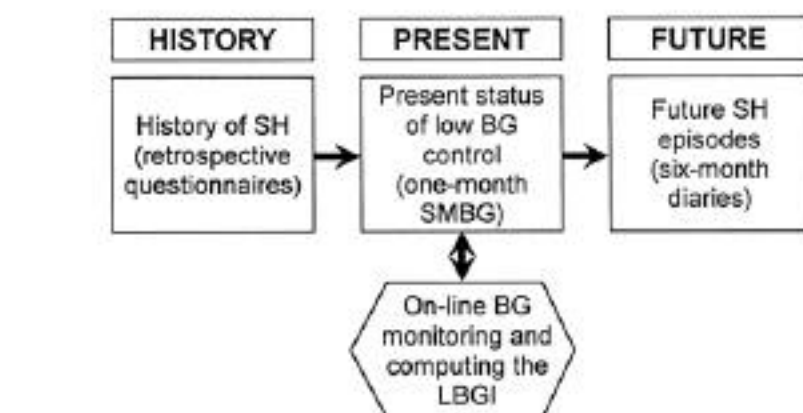 HISTORY
PRESENT
FUTURE
History of SH
(retrospective
questionnaires)
Present status
of low BG
control
(one-month
SMBG)
Future SH
episodes
(six-month
diaries)
On-line BG
monitoring and
computing the
LBGI